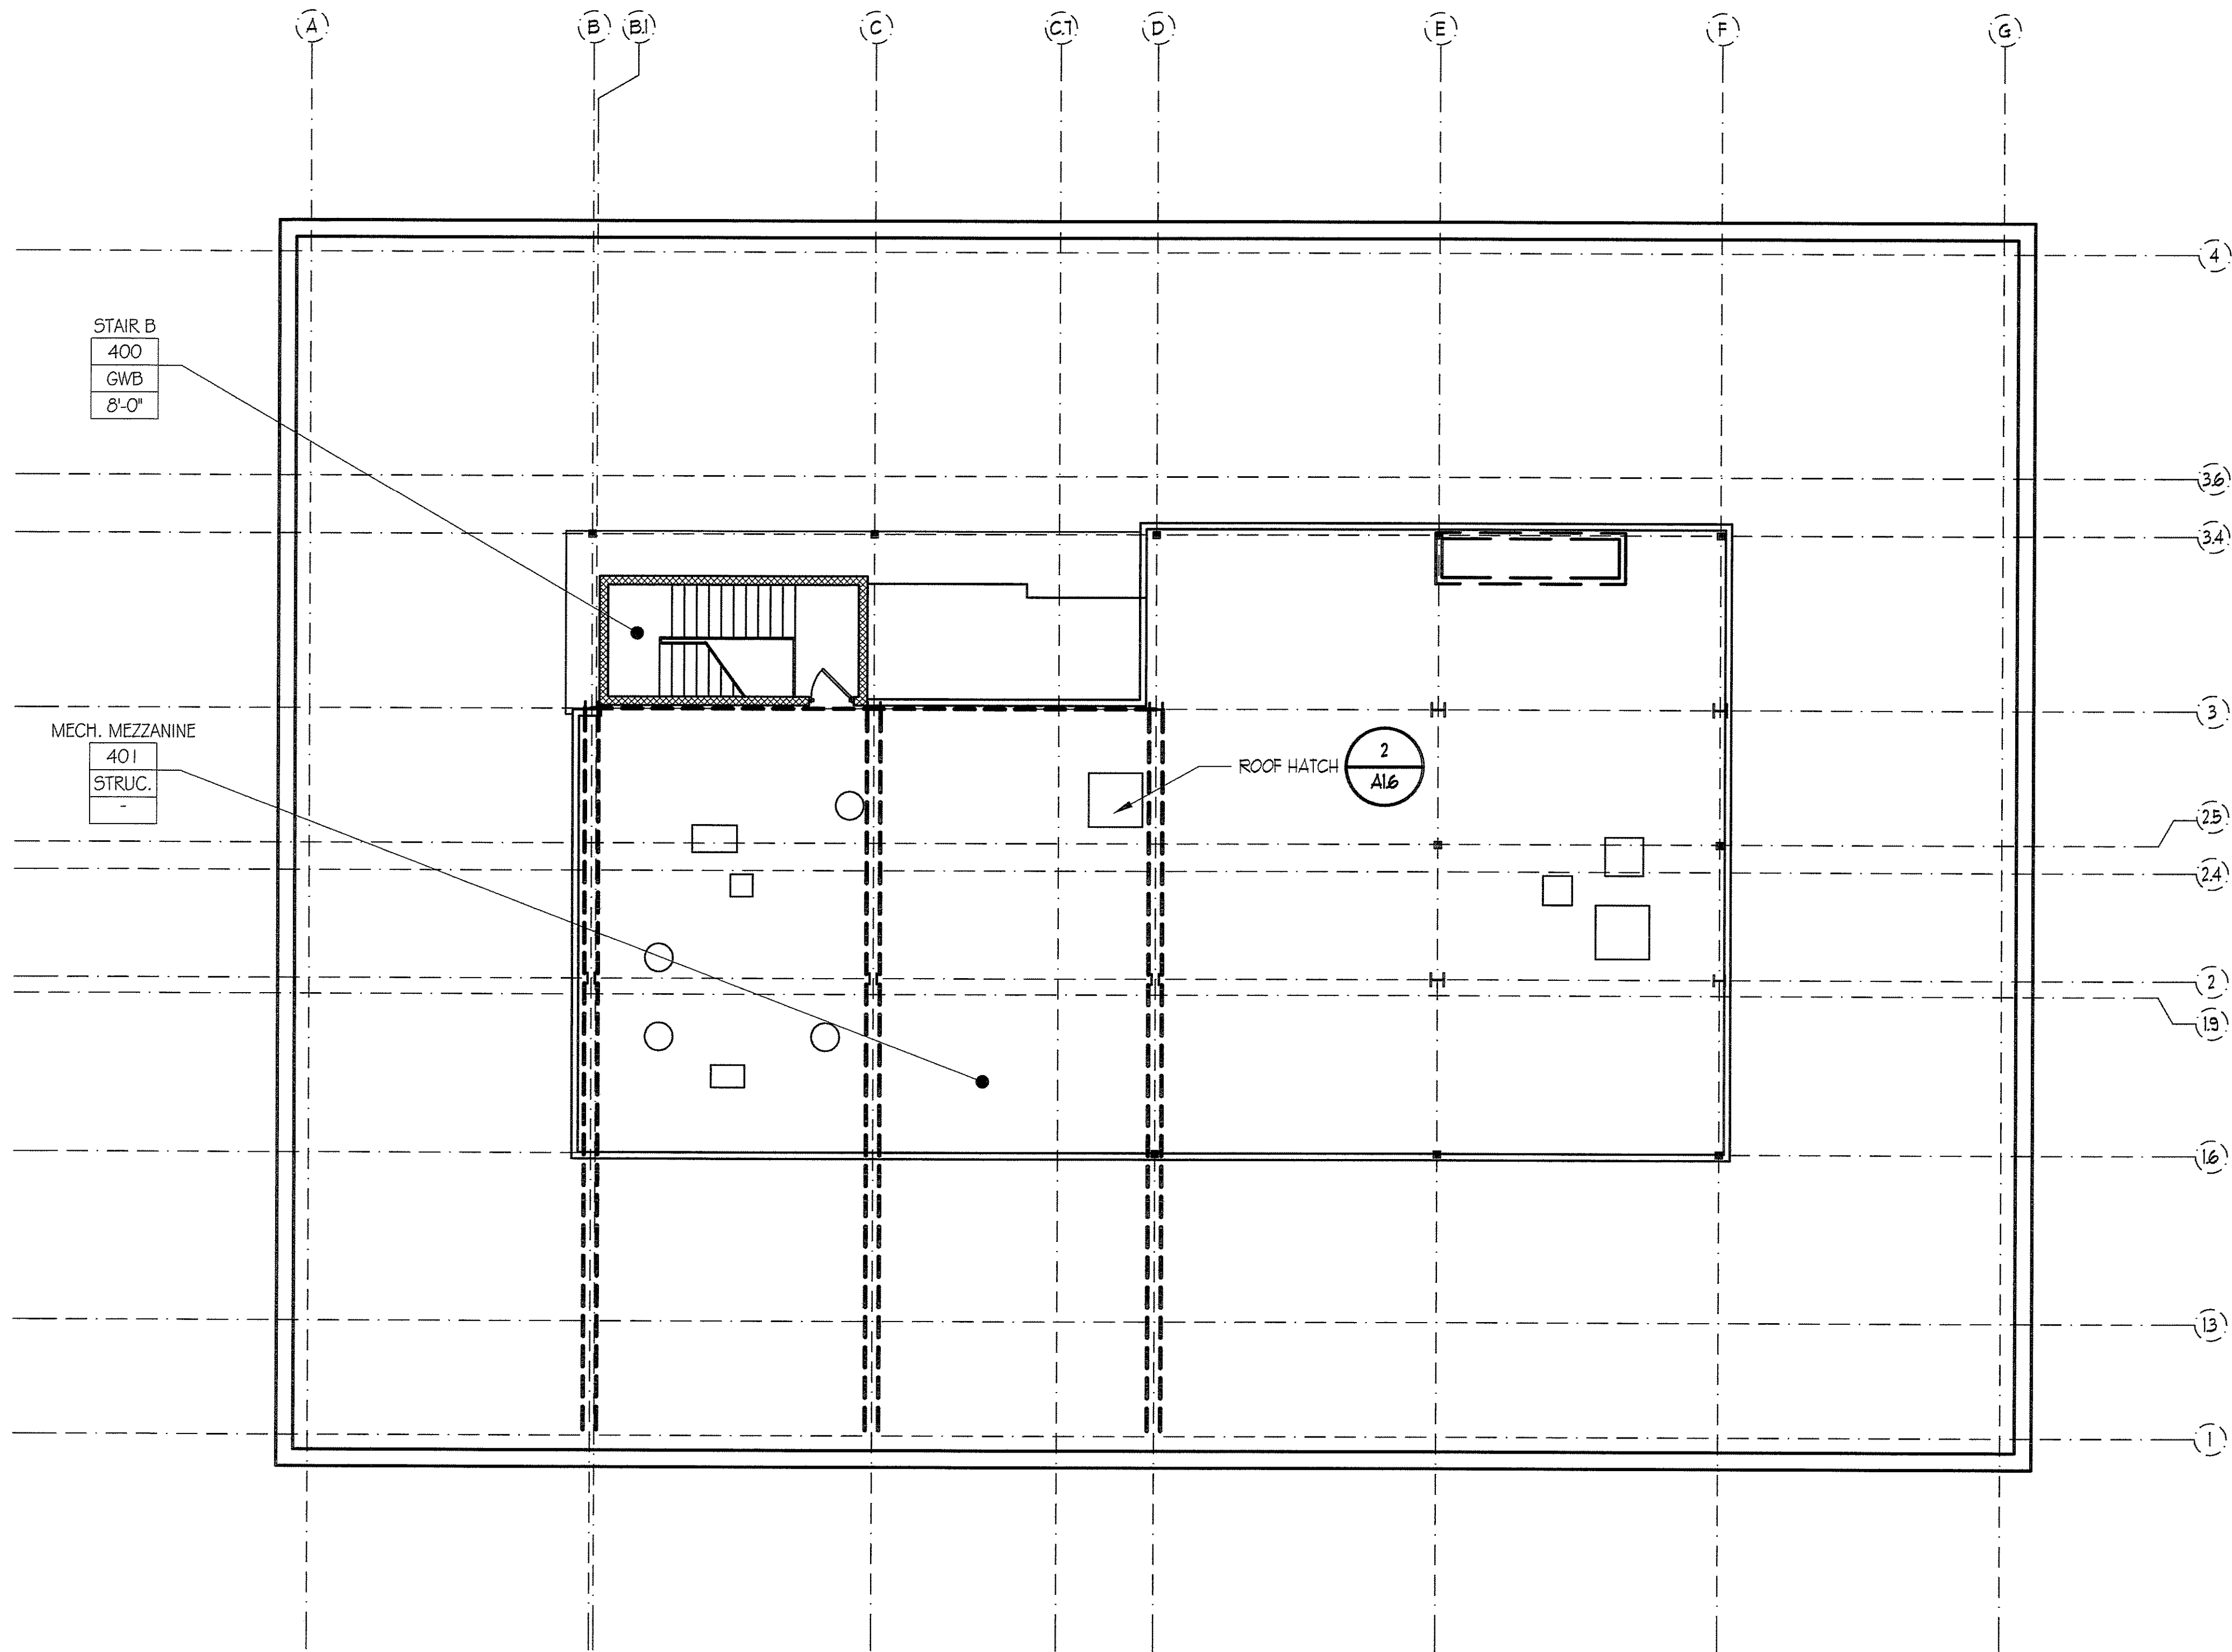 A
B
B.1
C
C.7
D
E
F
G
4
STAIR B
400
GWB
8'-0"
3.6
3.4
3
MECH. MEZZANINE
401
STRUC.
-
ROOF HATCH
2
A1.6
2.5
2.4
2
1.9
1.6
1.3
1